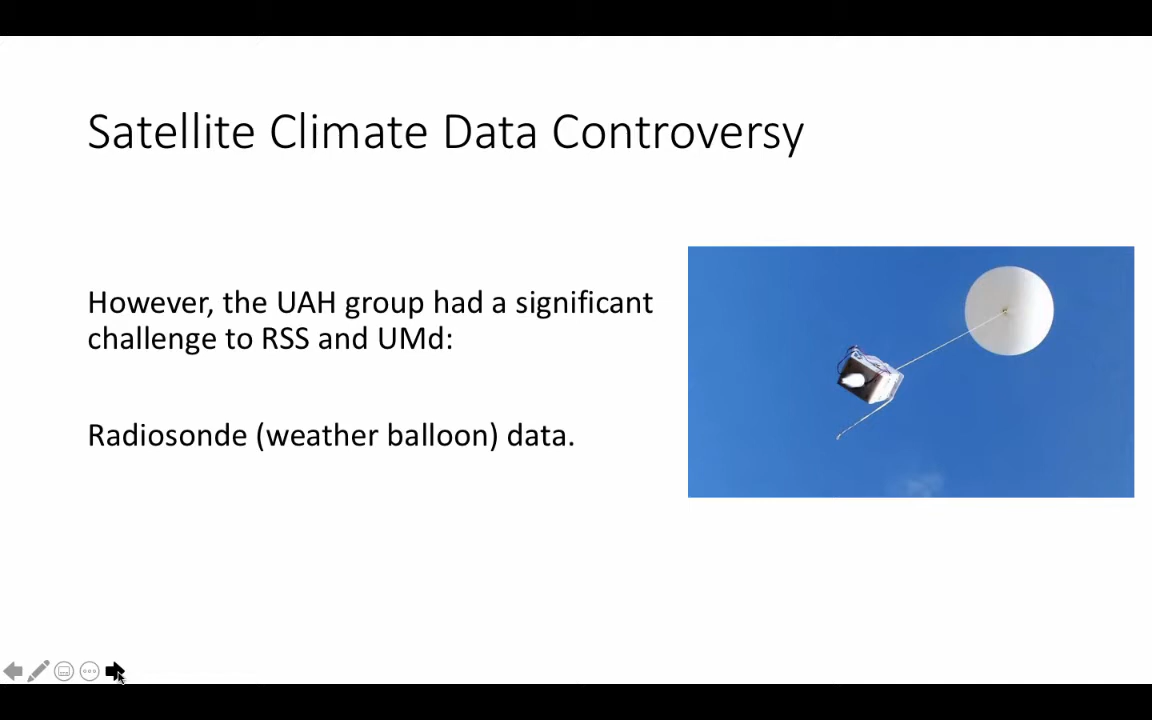 Satellite Climate Data Controversy
However, the UAH group had a significant
challenge to RSS and UMd:
Radiosonde (weather balloon) data.